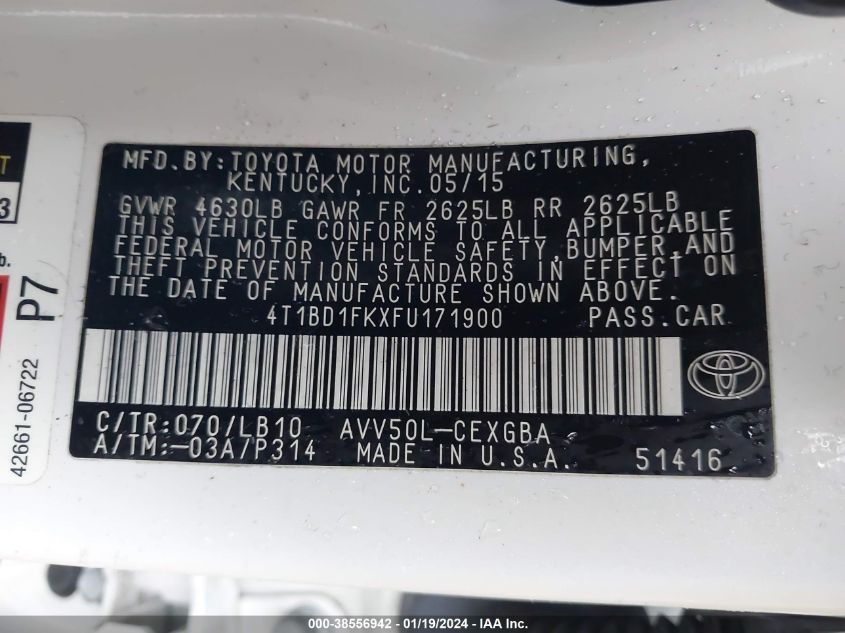 MFD.BY:TOYOTA MOTOR MANUFACTURING,
KENTUCKY, INC.05/15
GVWR 4630LB GAWR FR 2625LB RR 2625LB
THIS VEHICLE CONFORMS TO ALL APPLICABLE
FEDERAL MOTOR VEHICLE SAFETY,BUMPER,AND
THEFT PREVENTION STANDARDS IN EFFECT ON
THE DATE OF MANUFACTURE SHOWN ABOVE.
4T1BD1FKXFU171900 PASS.CAR
C/TR:070/LB10 AVV50L-CEXGBA
A/TM:-03A/P314 MADE IN U.S.A. 51416
T
3
b.
P7
42661-06722
000-38556942 / 01/19/2024 / IAA Inc.